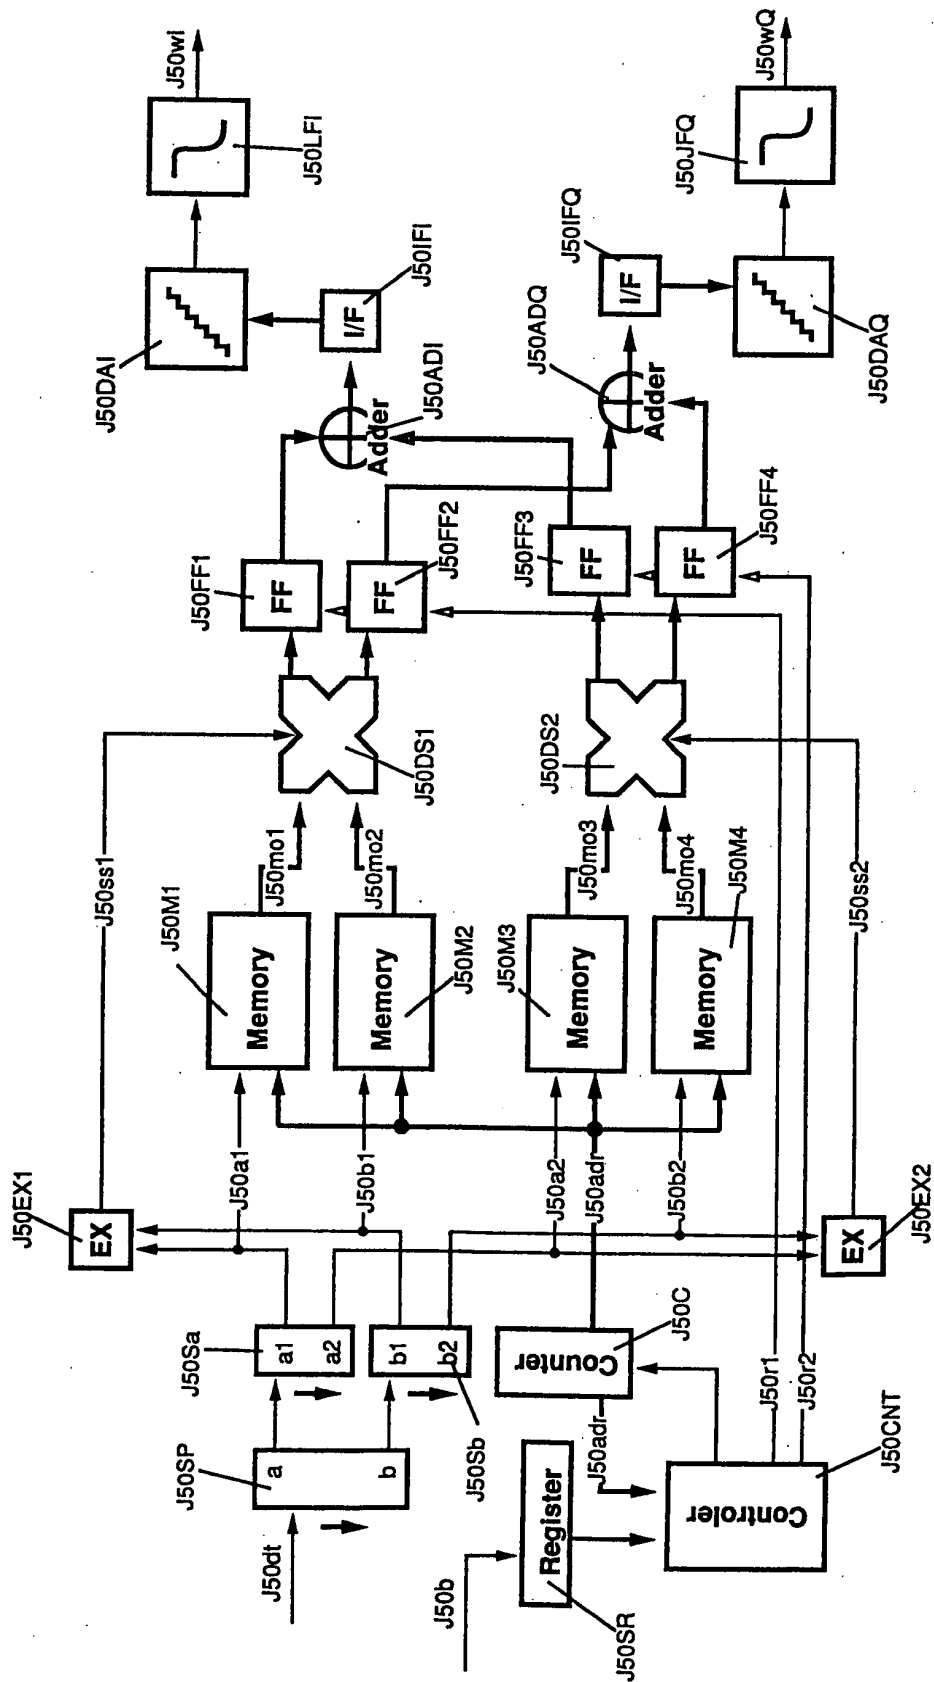 J50dt
J50SP
a
b
J50Sa
a1
a2
b1
b2
J50Sb
J50b
J50SR
Register
J50adr
Controler
J50CNT
J50r1
J50r2
Counter
J50C
J50EX1
EX
J50EX2
EX
J50a1
J50b1
J50a2
J50adr
J50b2
J50ss1
J50ss2
J50M1
Memory
J50M2
Memory
J50M3
Memory
J50M4
Memory
J50mo1
J50mo2
J50mo3
J50mo4
J50DS1
J50DS2
J50FF1
FF
J50FF2
FF
J50FF3
FF
J50FF4
FF
Adder
J50ADI
Adder
J50ADQ
I/F
J50IFI
I/F
J50IFQ
J50DAI
J50DAQ
J50LFI
J50JFQ
J50wI
J50wQ